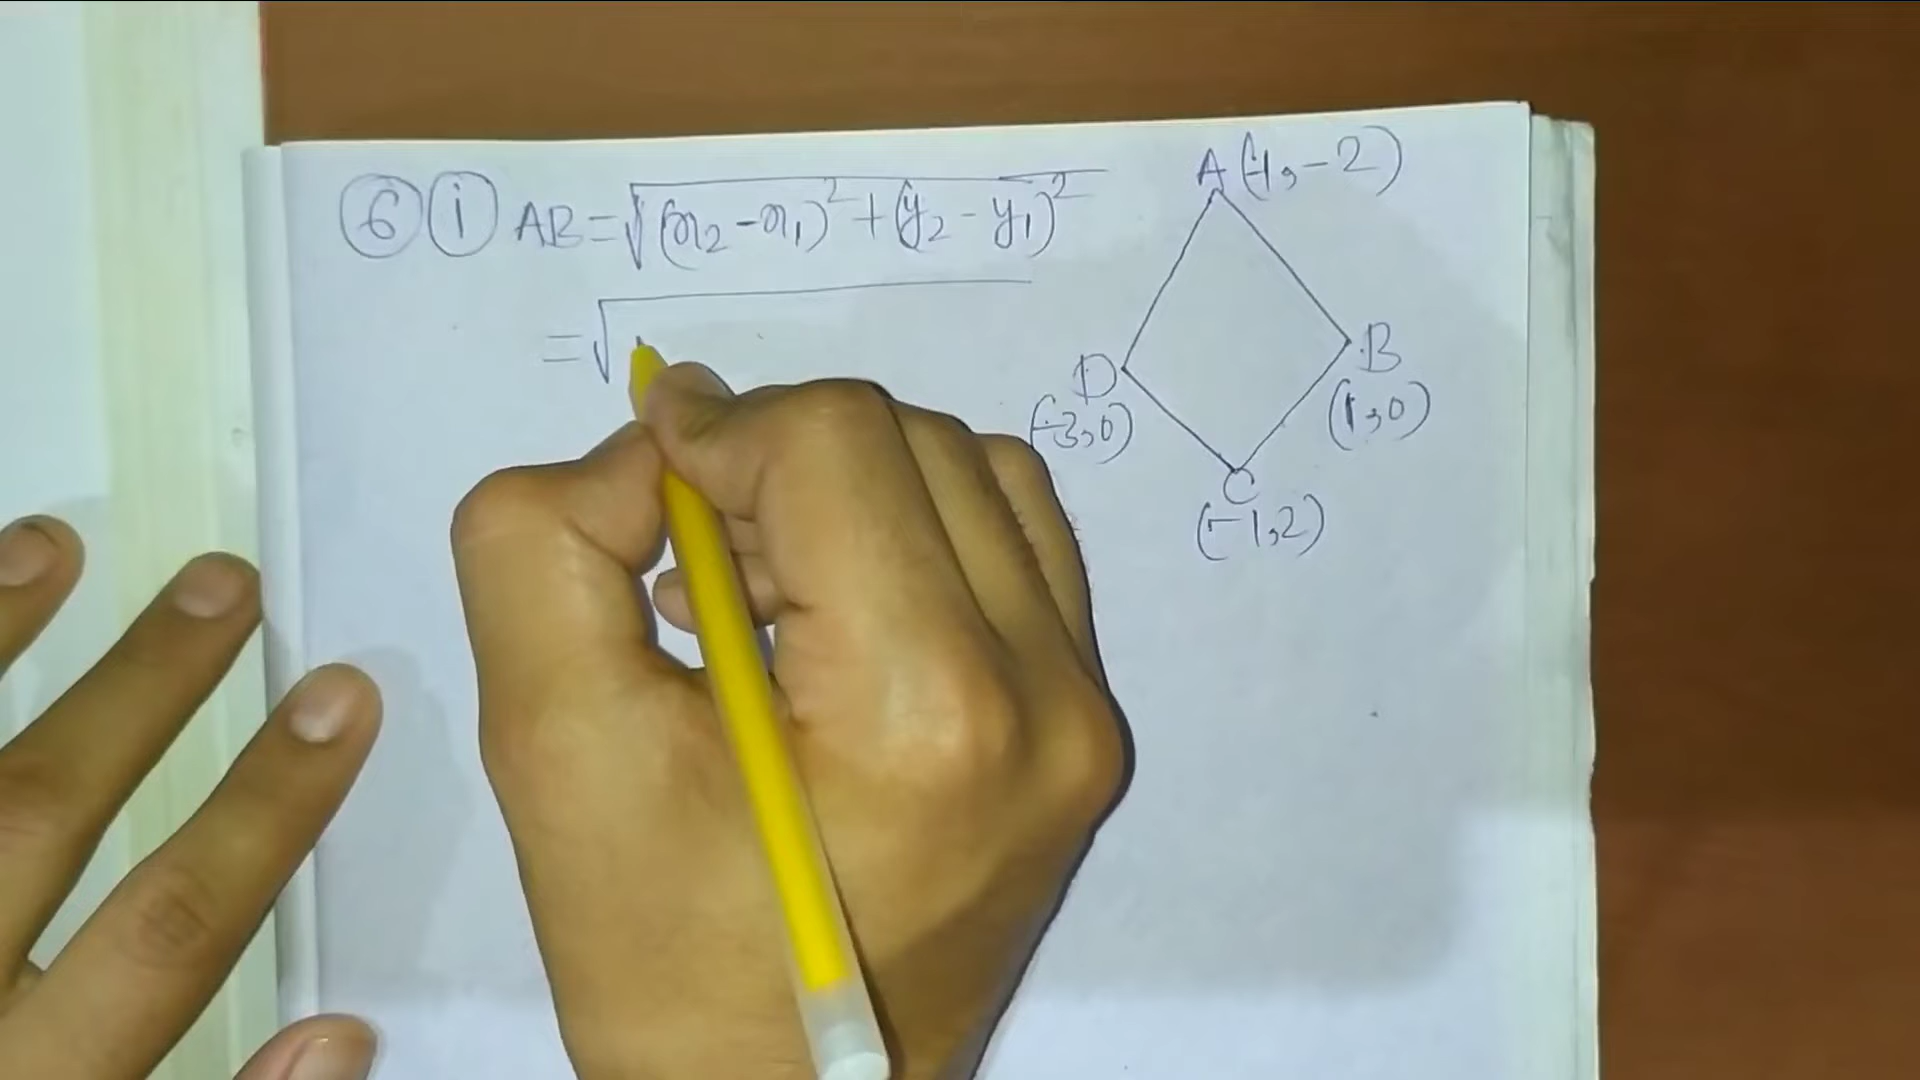 6 i AB = √(x₂ - x₁)² + (y₂ - y₁)²
= √
A (-1, -2)
B
(1, 0)
D
(-3, 0)
C
(-1, 2)